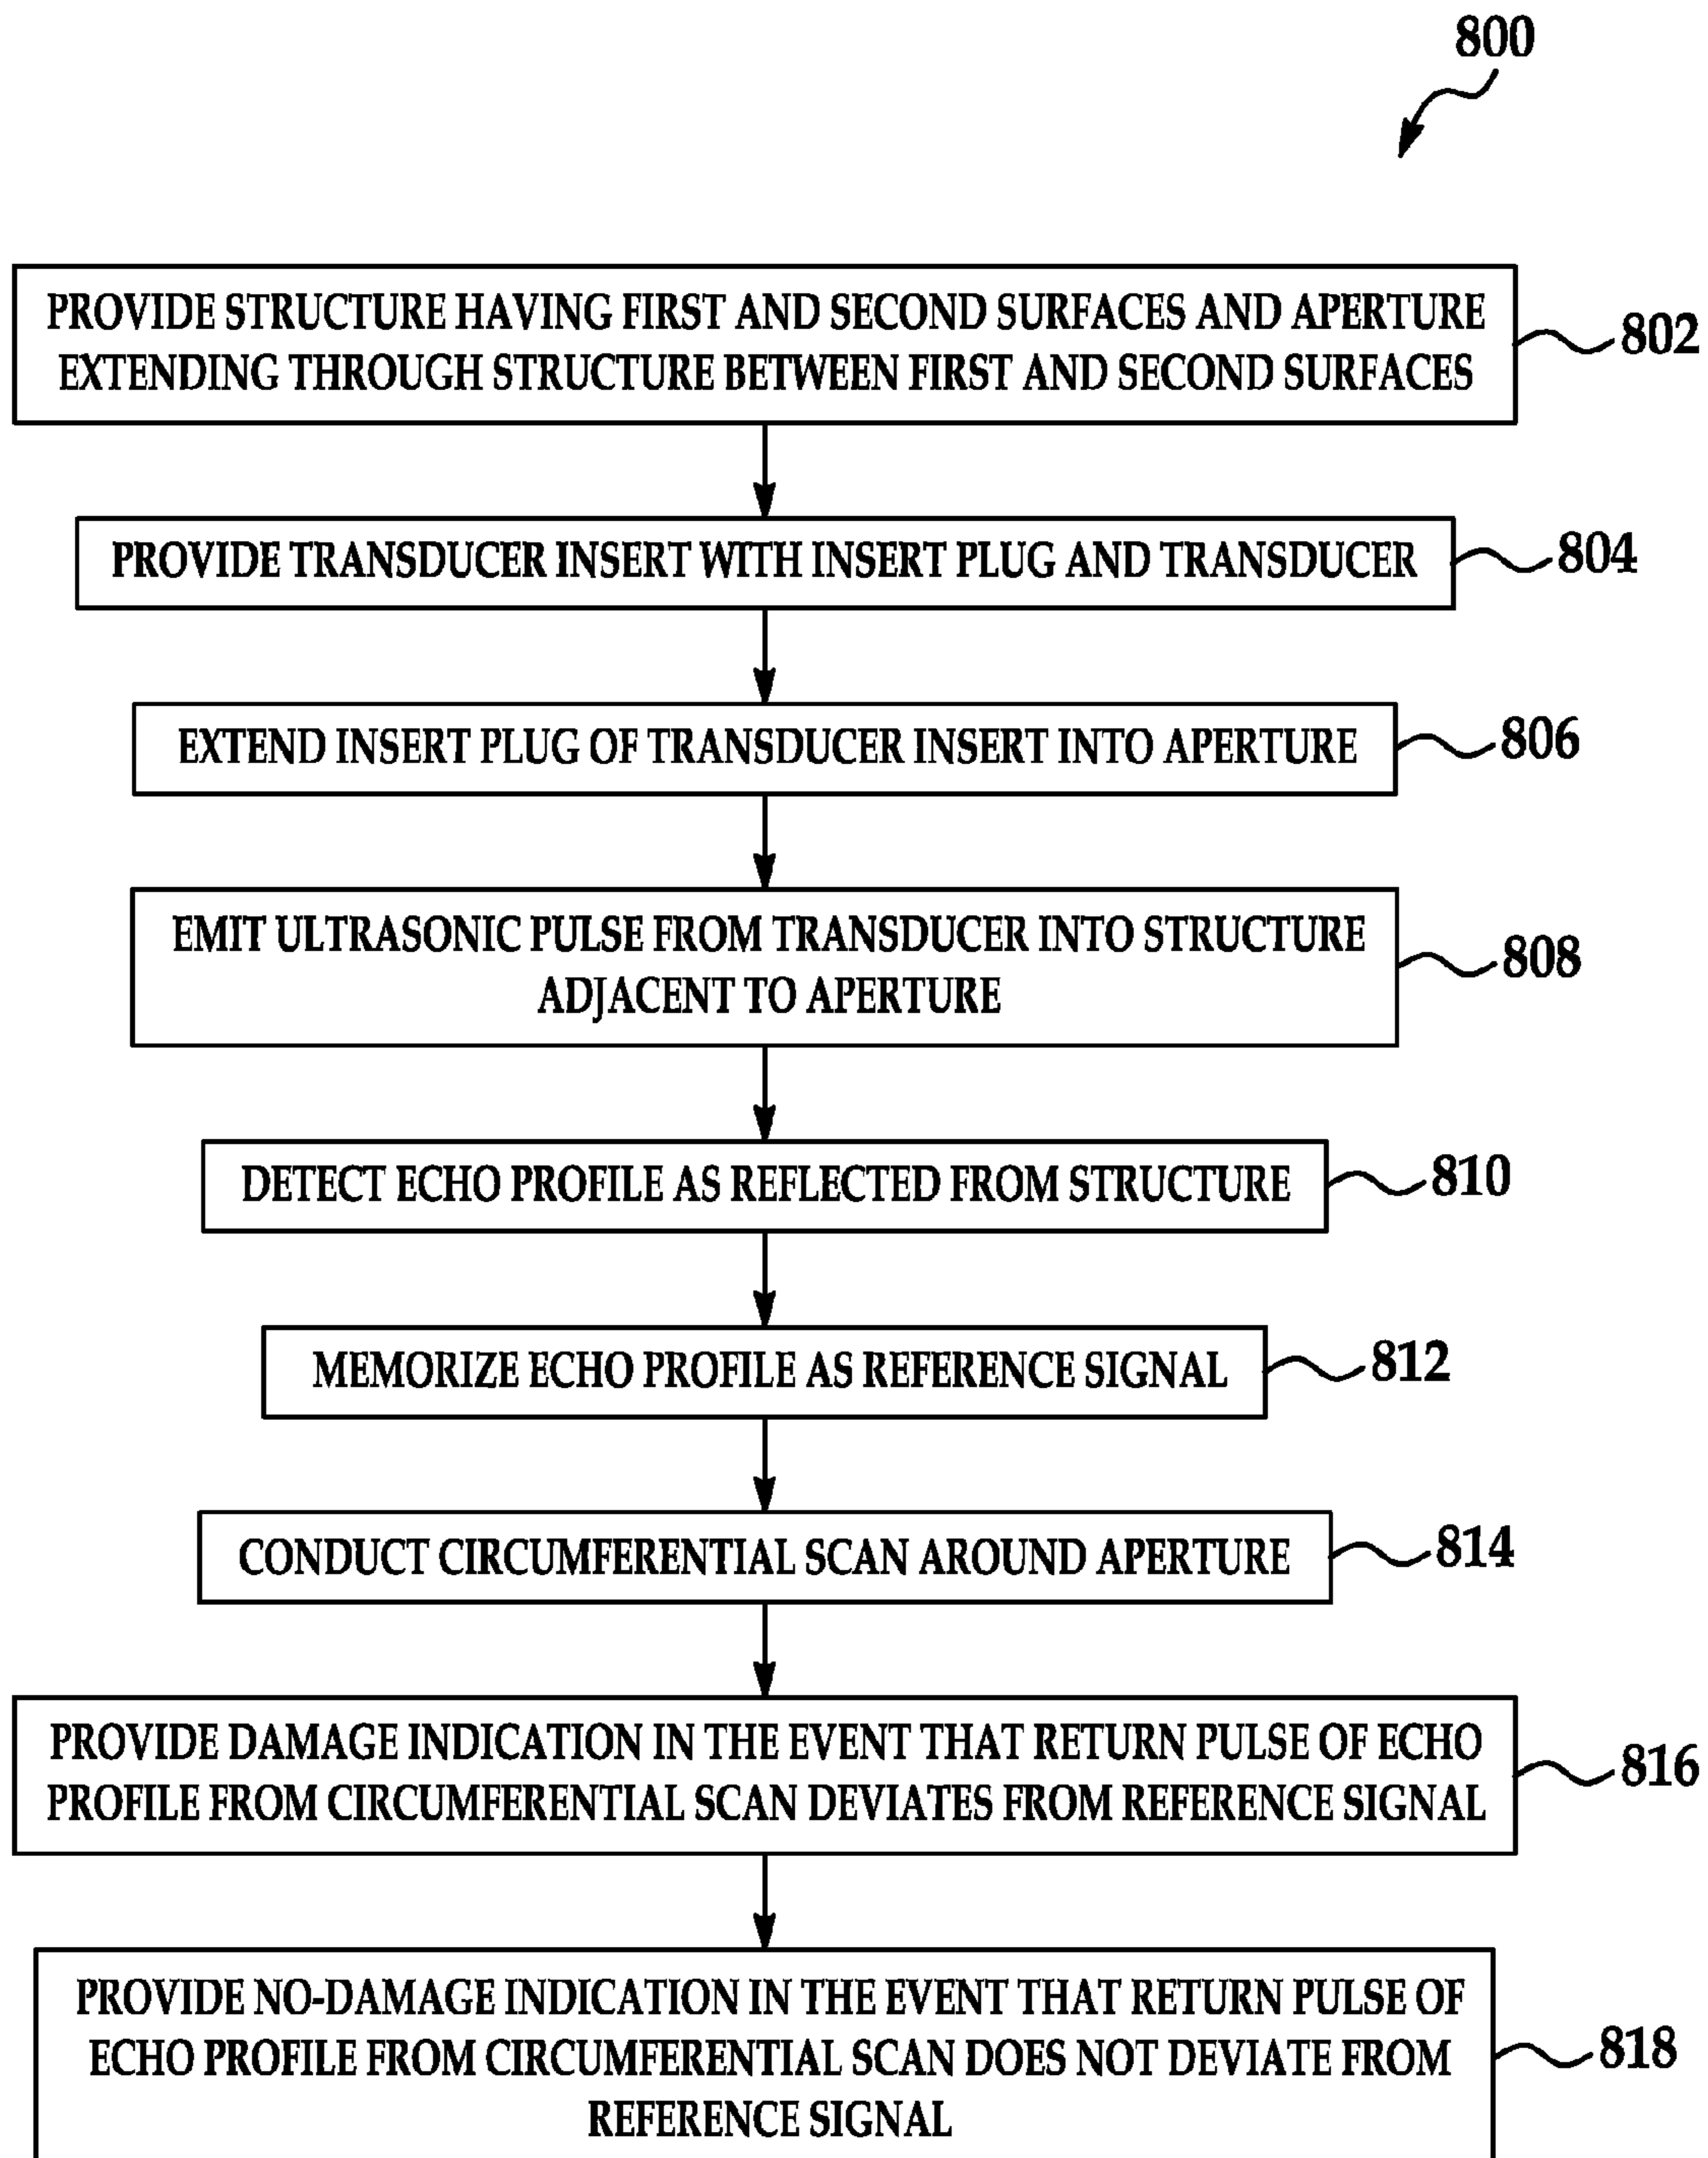 800
PROVIDE STRUCTURE HAVING FIRST AND SECOND SURFACES AND APERTURE
EXTENDING THROUGH STRUCTURE BETWEEN FIRST AND SECOND SURFACES
802
PROVIDE TRANSDUCER INSERT WITH INSERT PLUG AND TRANSDUCER
804
EXTEND INSERT PLUG OF TRANSDUCER INSERT INTO APERTURE
806
EMIT ULTRASONIC PULSE FROM TRANSDUCER INTO STRUCTURE
ADJACENT TO APERTURE
808
DETECT ECHO PROFILE AS REFLECTED FROM STRUCTURE
810
MEMORIZE ECHO PROFILE AS REFERENCE SIGNAL
812
CONDUCT CIRCUMFERENTIAL SCAN AROUND APERTURE
814
PROVIDE DAMAGE INDICATION IN THE EVENT THAT RETURN PULSE OF ECHO
PROFILE FROM CIRCUMFERENTIAL SCAN DEVIATES FROM REFERENCE SIGNAL
816
PROVIDE NO-DAMAGE INDICATION IN THE EVENT THAT RETURN PULSE OF
ECHO PROFILE FROM CIRCUMFERENTIAL SCAN DOES NOT DEVIATE FROM
REFERENCE SIGNAL
818